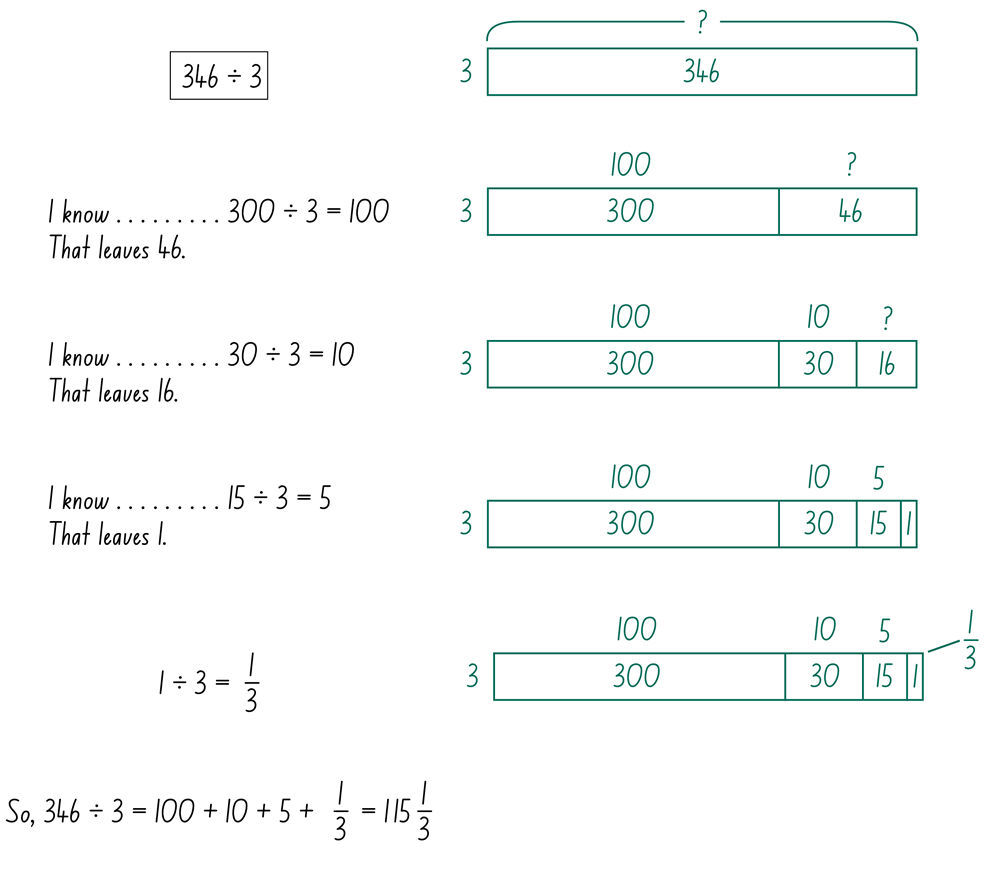 ?
346 ÷ 3
3 346
100 ?
I know . . . . . . . . . 300 ÷ 3 = 100
That leaves 46.
3 300 46
100 10 ?
I know . . . . . . . . . 30 ÷ 3 = 10
That leaves 16.
3 300 30 16
100 10 5
I know . . . . . . . . . 15 ÷ 3 = 5
That leaves 1.
3 300 30 15 1
100 10 5 1/3
1 ÷ 3 = 1/3
3 300 30 15 1
So, 346 ÷ 3 = 100 + 10 + 5 + 1/3 = 115 1/3